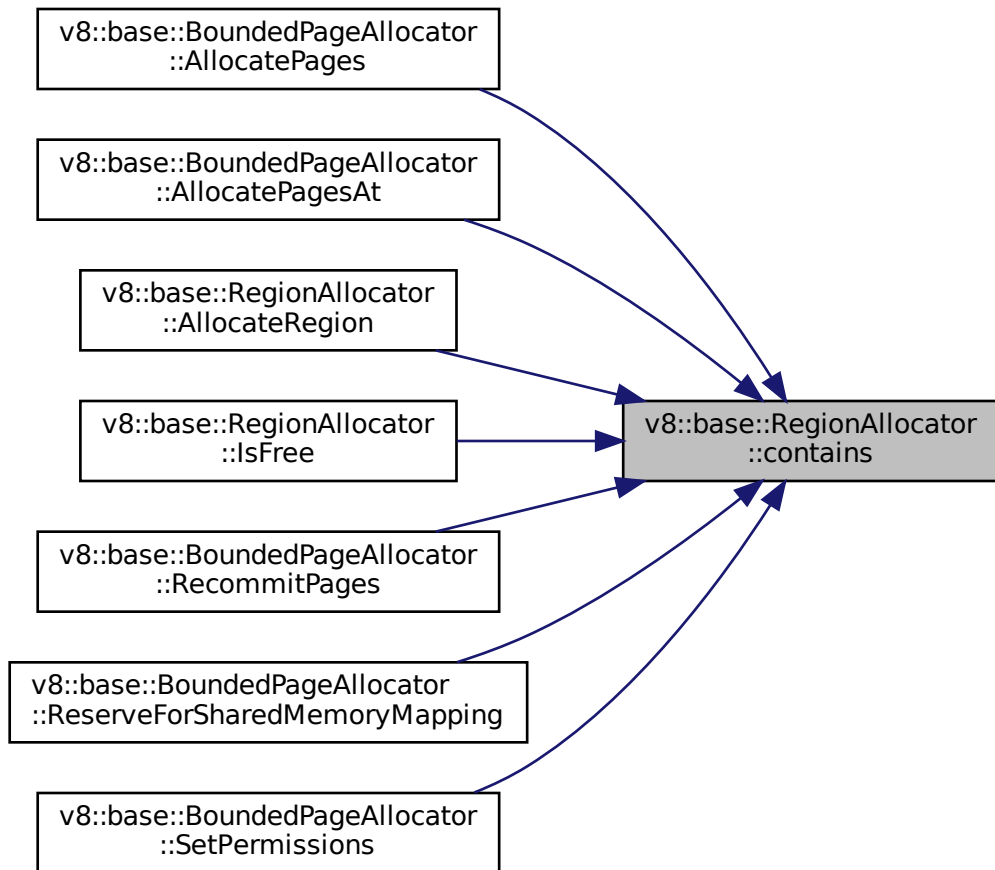 v8::base::BoundedPageAllocator
::AllocatePages
v8::base::BoundedPageAllocator
::AllocatePagesAt
v8::base::RegionAllocator
::AllocateRegion
v8::base::RegionAllocator
::IsFree
v8::base::RegionAllocator
::contains
v8::base::BoundedPageAllocator
::RecommitPages
v8::base::BoundedPageAllocator
::ReserveForSharedMemoryMapping
v8::base::BoundedPageAllocator
::SetPermissions